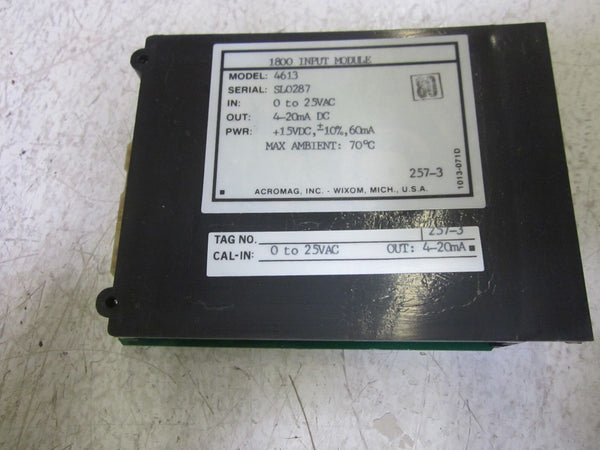 1800 INPUT MODULE
MODEL: 4613
SERIAL: SL0287
IN: 0 to 25VAC
OUT: 4-20mA DC
PWR: +15VDC,±10%,60mA
MAX AMBIENT: 70°C
257-3
ACROMAG, INC. - WIXOM, MICH., U.S.A.
1013-071D
TAG NO. 257-3
CAL-IN: 0 to 25VAC OUT: 4-20mA